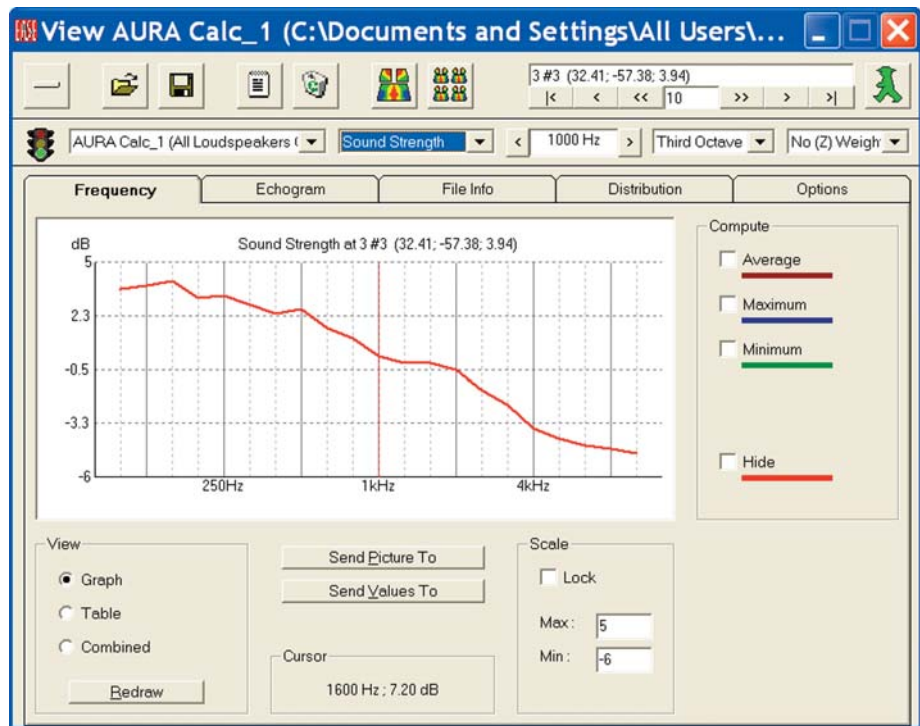 View AURA Calc_1 (C:\Documents and Settings\All Users\...
3 #3 (32.41; -57.38; 3.94)
|< < << 10 >> > >|
AURA Calc_1 (All Loudspeakers ( Sound Strength < 1000 Hz > Third Octave No (Z) Weigh
Frequency Echogram File Info Distribution Options
dB Sound Strength at 3 #3 (32.41; -57.38; 3.94)
5
2.3
-0.5
-3.3
-6
250Hz 1kHz 4kHz
Compute
Average
Maximum
Minimum
Hide
View
Graph
Table
Combined
Redraw
Send Picture To
Send Values To
Cursor
1600 Hz ; 7.20 dB
Scale
Lock
Max : 5
Min : -6